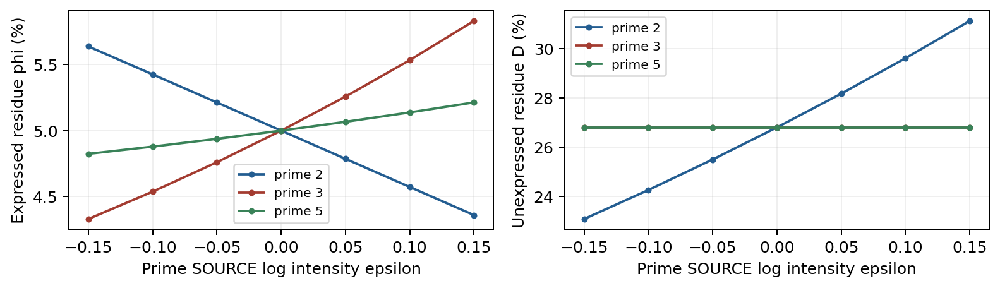 Expressed residue phi (%)
5.5
5.0
4.5
prime 2
prime 3
prime 5
−0.15 −0.10 −0.05 0.00 0.05 0.10 0.15
Prime SOURCE log intensity epsilon
Unexpressed residue D (%)
30
28
26
24
prime 2
prime 3
prime 5
−0.15 −0.10 −0.05 0.00 0.05 0.10 0.15
Prime SOURCE log intensity epsilon